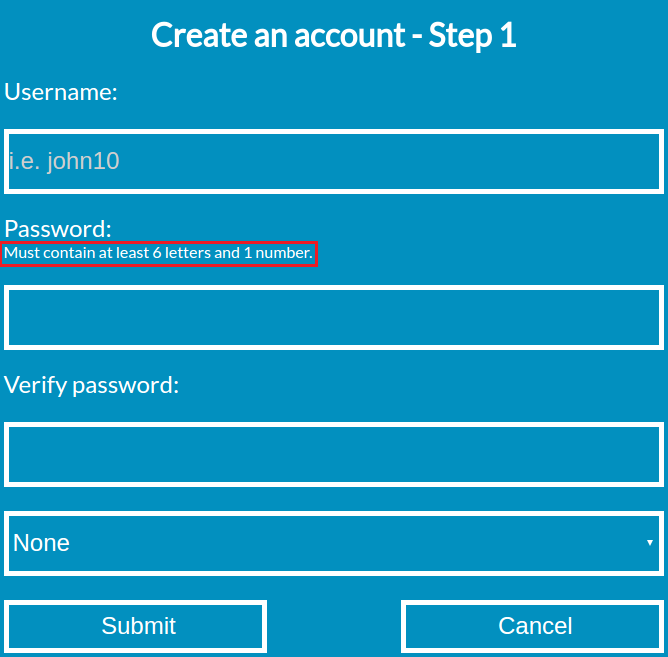 Create an account - Step 1
Username:
i.e. john10
Password:
Must contain at least 6 letters and 1 number.
Verify password:
None
Submit Cancel